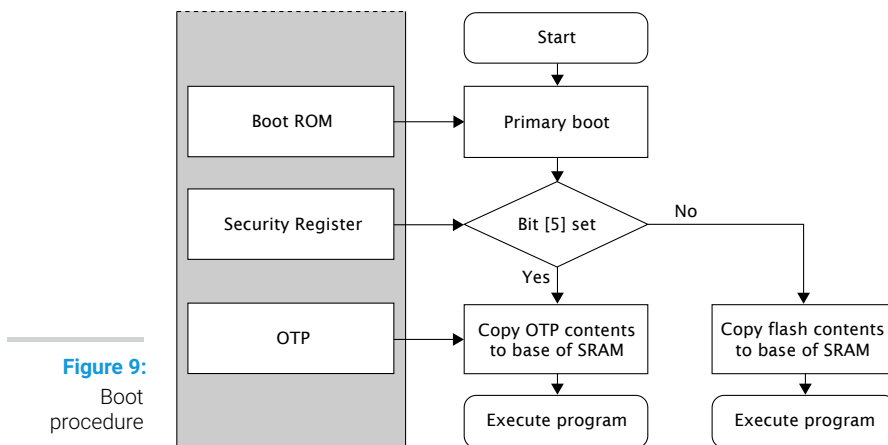 Start
Boot ROM
Primary boot
Security Register
Bit [5] set
No
Yes
OTP
Copy OTP contents
to base of SRAM
Copy flash contents
to base of SRAM
Execute program
Execute program
Figure 9:
Boot
procedure